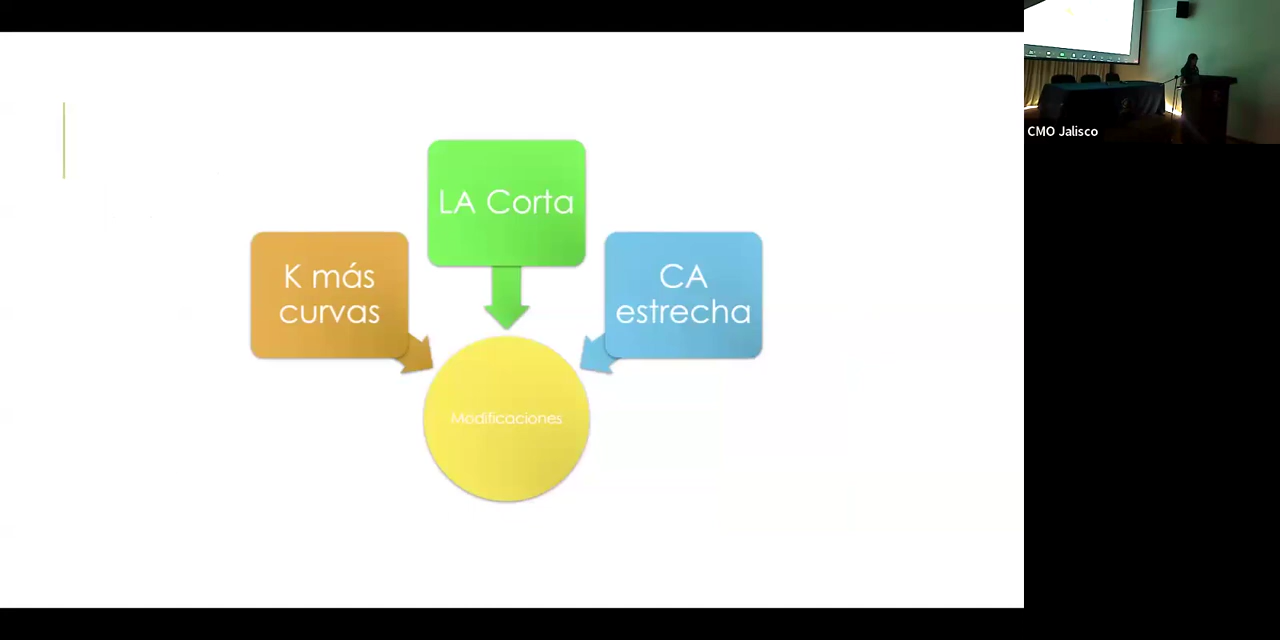 LA Corta
K más
curvas
CA
estrecha
Modificaciones
CMO Jalisco